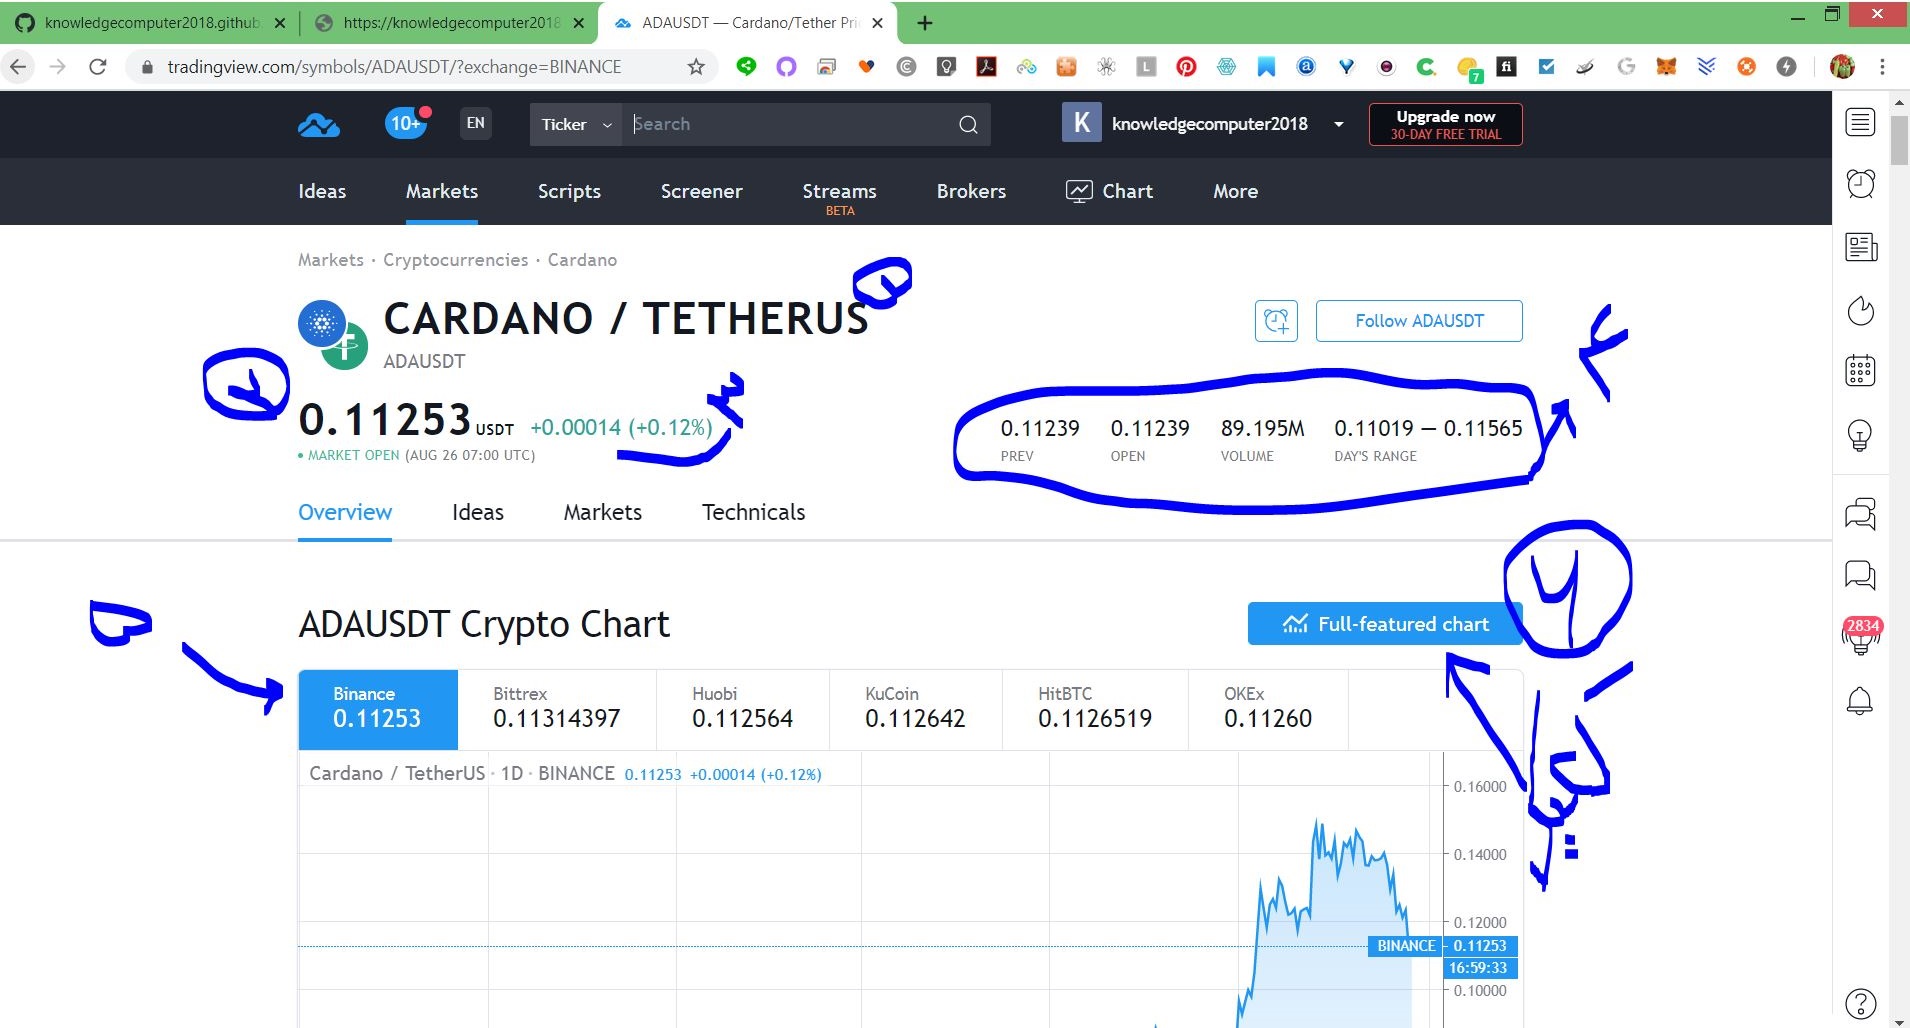 knowledgecomputer2018.github.
https://knowledgecomputer2018
ADAUSDT — Cardano/Tether Pri
tradingview.com/symbols/ADAUSDT/?exchange=BINANCE
7
10+
EN
Ticker
Search
K
knowledgecomputer2018
Upgrade now
30-DAY FREE TRIAL
Ideas
Markets
Scripts
Screener
Streams
BETA
Brokers
Chart
More
Markets · Cryptocurrencies · Cardano
CARDANO / TETHERUS
ADAUSDT
Follow ADAUSDT
0.11253 USDT +0.00014 (+0.12%)
MARKET OPEN (AUG 26 07:00 UTC)
0.11239 0.11239 89.195M 0.11019 — 0.11565
PREV OPEN VOLUME DAY'S RANGE
Overview Ideas Markets Technicals
ADAUSDT Crypto Chart
Full-featured chart
Binance Bittrex Huobi KuCoin HitBTC OKEx
0.11253 0.11314397 0.112564 0.112642 0.1126519 0.11260
Cardano / TetherUS · 1D · BINANCE 0.11253 +0.00014 (+0.12%)
0.16000
0.14000
0.12000
BINANCE 0.11253
16:59:33
0.10000
2834